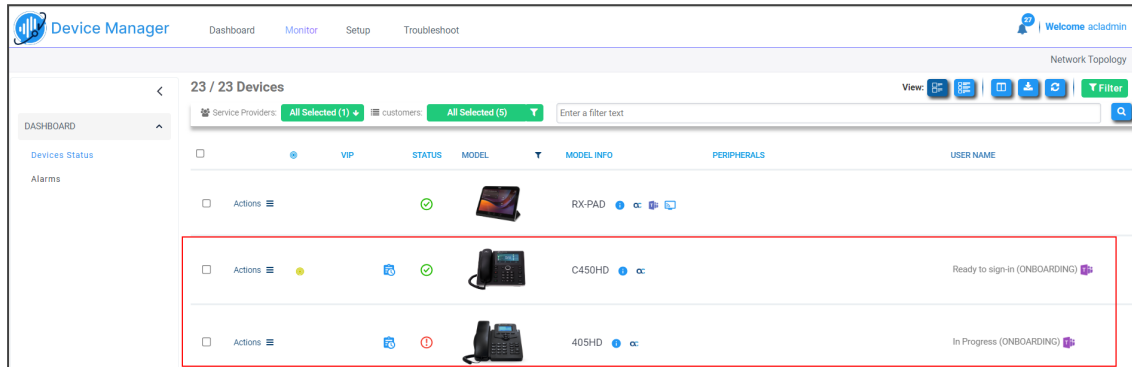 Device Manager Dashboard Monitor Setup Troubleshoot 27 Welcome acladmin
Network Topology
23 / 23 Devices View: Filter
Service Providers: All Selected (1) customers: All Selected (5) Enter a filter text
DASHBOARD
Devices Status
Alarms
VIP STATUS MODEL MODEL INFO PERIPHERALS USER NAME
Actions RX-PAD
Actions C450HD Ready to sign-in (ONBOARDING)
Actions 405HD In Progress (ONBOARDING)